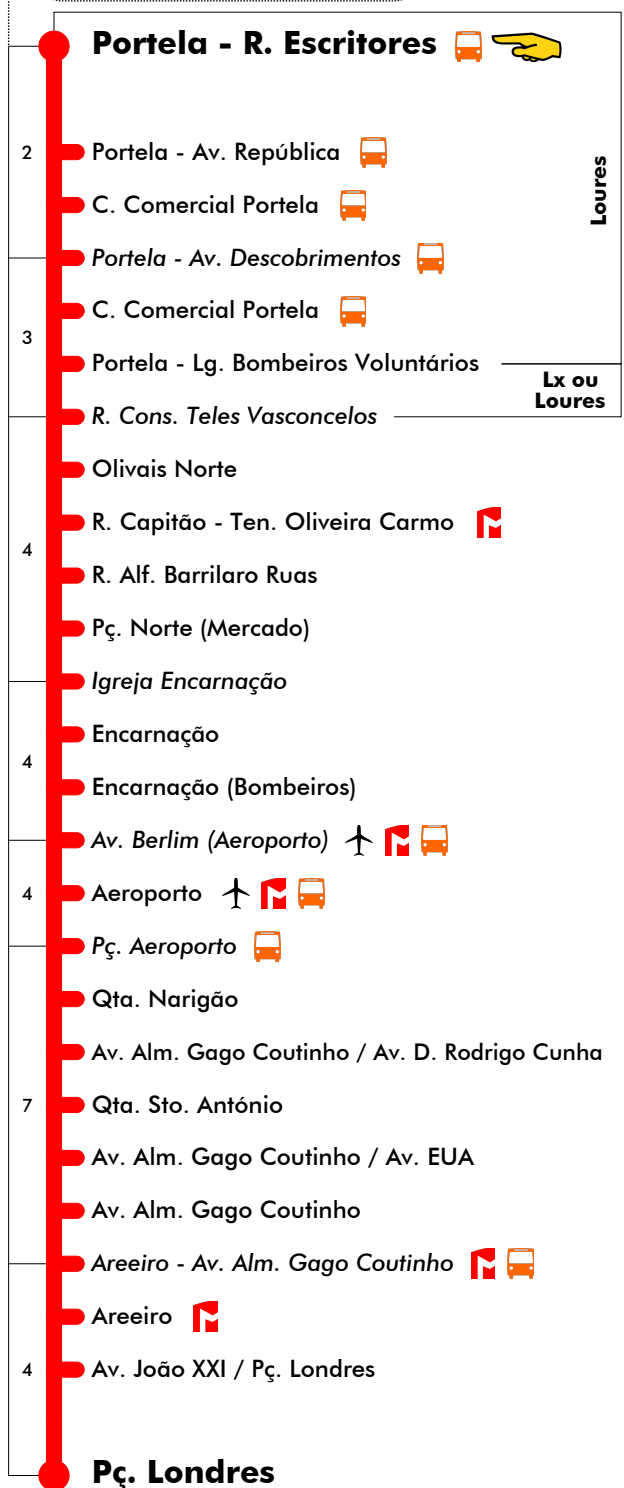 Portela - R. Escritores
2
Portela - Av. República
C. Comercial Portela
Loures
Portela - Av. Descobrimentos
C. Comercial Portela
3
Portela - Lg. Bombeiros Voluntários
Lx ou
Loures
R. Cons. Teles Vasconcelos
Olivais Norte
R. Capitão - Ten. Oliveira Carmo
4
R. Alf. Barrilaro Ruas
Pç. Norte (Mercado)
Igreja Encarnação
Encarnação
4
Encarnação (Bombeiros)
Av. Berlim (Aeroporto)
4
Aeroporto
Pç. Aeroporto
Qta. Narigão
Av. Alm. Gago Coutinho / Av. D. Rodrigo Cunha
7
Qta. Sto. António
Av. Alm. Gago Coutinho / Av. EUA
Av. Alm. Gago Coutinho
Areeiro - Av. Alm. Gago Coutinho
Areeiro
4
Av. João XXI / Pç. Londres
Pç. Londres